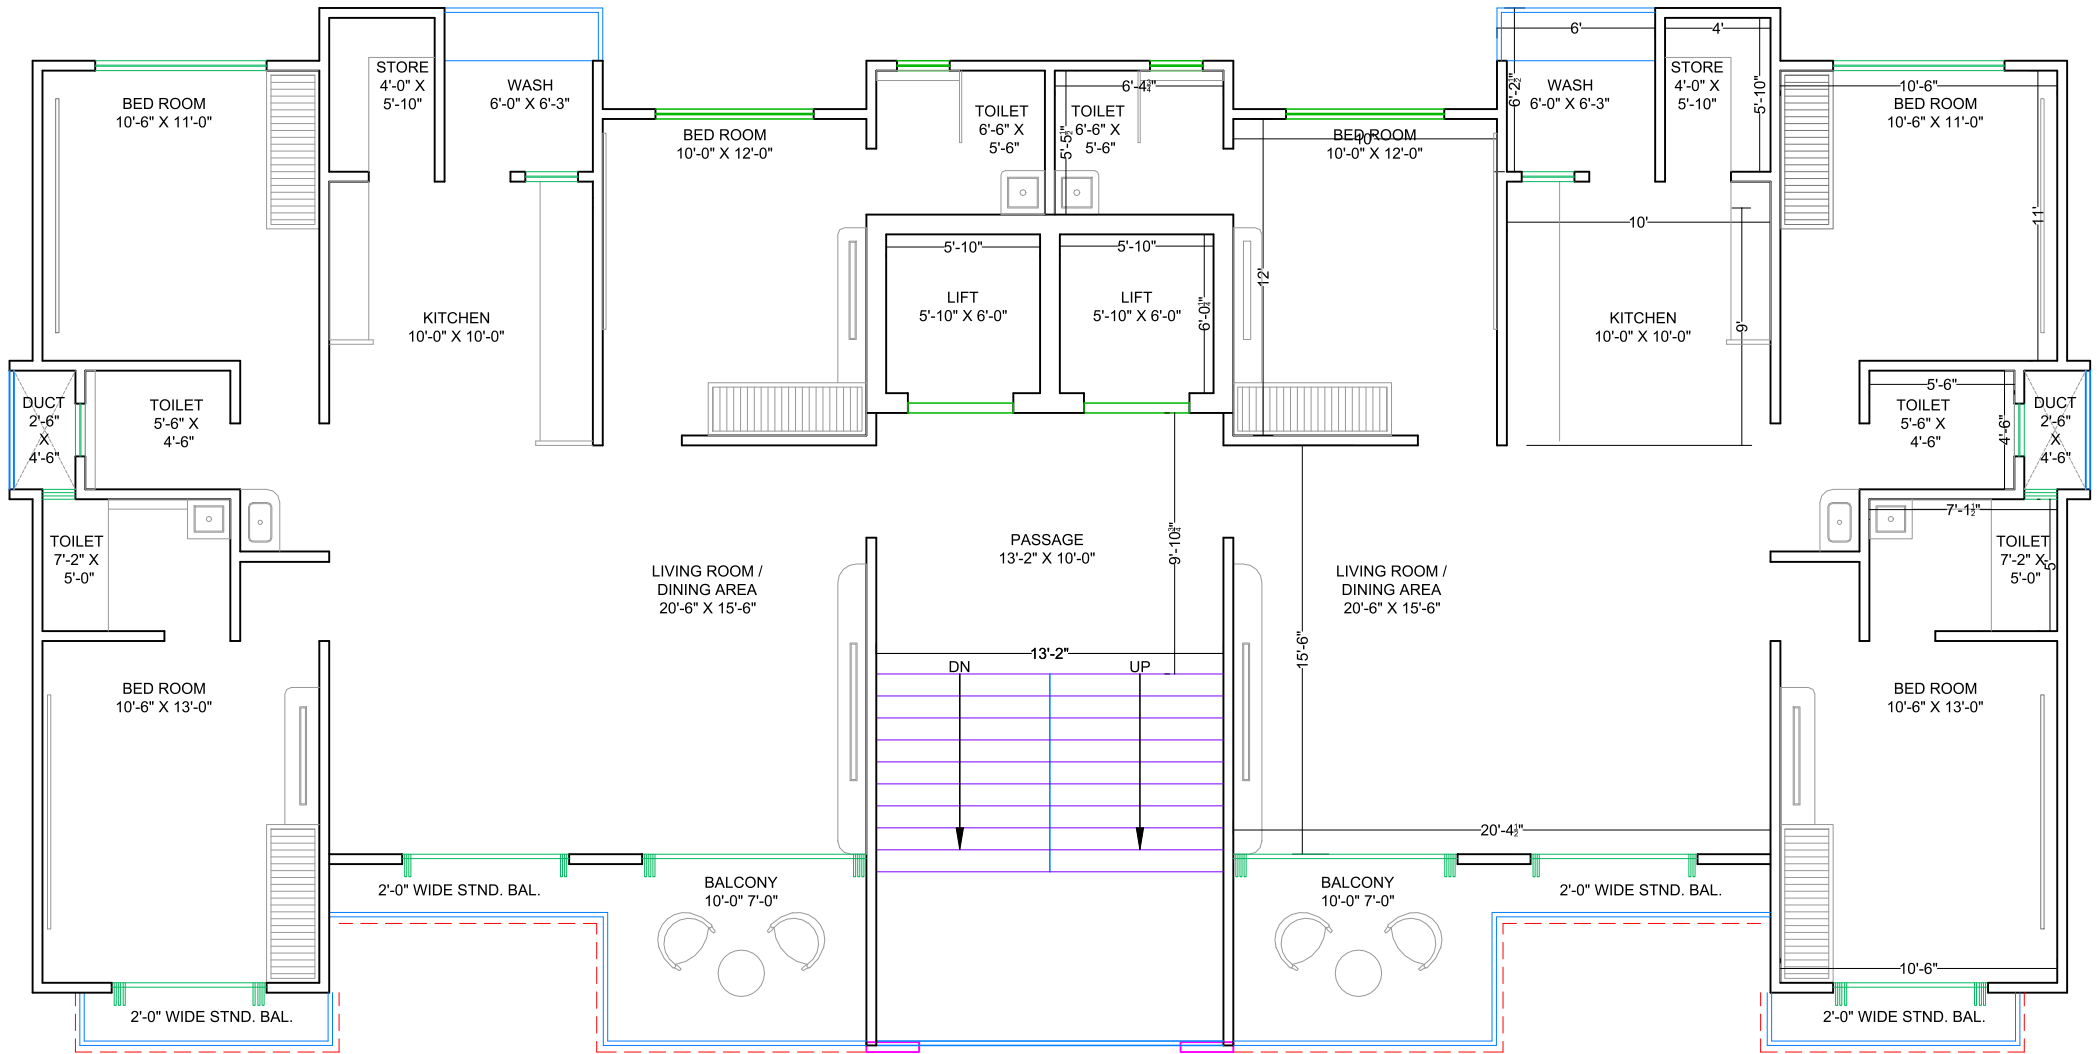 6'
4'
STORE
4'-0" X
5'-10"
WASH
6'-0" X 6'-3"
BED ROOM
10'-6" X 11'-0"
BED ROOM
10'-0" X 12'-0"
TOILET
6'-6" X
5'-6"
6'-4¾"
TOILET
6'-6" X
5'-6"
5'-5½"
BED ROOM
10'
10'-0" X 12'-0"
6'-2½"
WASH
6'-0" X 6'-3"
STORE
4'-0" X
5'-10"
5'-10"
10'-6"
BED ROOM
10'-6" X 11'-0"
11'
5'-10"
5'-10"
10'
KITCHEN
10'-0" X 10'-0"
LIFT
5'-10" X 6'-0"
LIFT
5'-10" X 6'-0"
6'-0¼"
12'
KITCHEN
10'-0" X 10'-0"
9'
DUCT
2'-6"
X
4'-6"
TOILET
5'-6" X
4'-6"
5'-6"
TOILET
5'-6" X
4'-6"
4'-6"
DUCT
2'-6"
X
4'-6"
7'-1½"
TOILET
7'-2" X
5'-0"
PASSAGE
13'-2" X 10'-0"
9'-10¾"
TOILET
7'-2" X
5'-0"
5'
LIVING ROOM /
DINING AREA
20'-6" X 15'-6"
LIVING ROOM /
DINING AREA
20'-6" X 15'-6"
15'-6"
13'-2"
DN
UP
BED ROOM
10'-6" X 13'-0"
BED ROOM
10'-6" X 13'-0"
20'-4½"
2'-0" WIDE STND. BAL.
BALCONY
10'-0" 7'-0"
BALCONY
10'-0" 7'-0"
2'-0" WIDE STND. BAL.
10'-6"
2'-0" WIDE STND. BAL.
2'-0" WIDE STND. BAL.